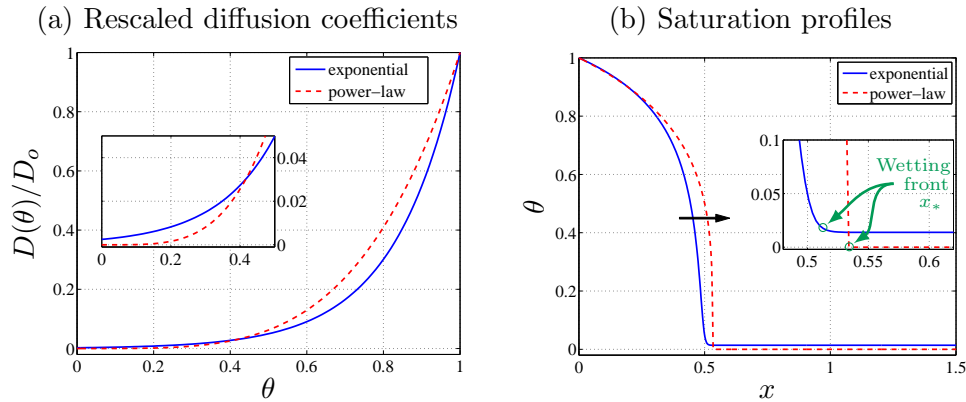 (a) Rescaled diffusion coefficients
D(θ)/D_o
1
0.8
0.6
0.4
0.2
0
0 0.2 0.4 0.6 0.8 1
θ
exponential
power-law
0.04
0.02
0
0 0.2 0.4
(b) Saturation profiles
θ
1
0.8
0.6
0.4
0.2
0
0 0.5 1 1.5
x
exponential
power-law
0.1
0.05
0
0.5 0.55 0.6
Wetting
front
x_*